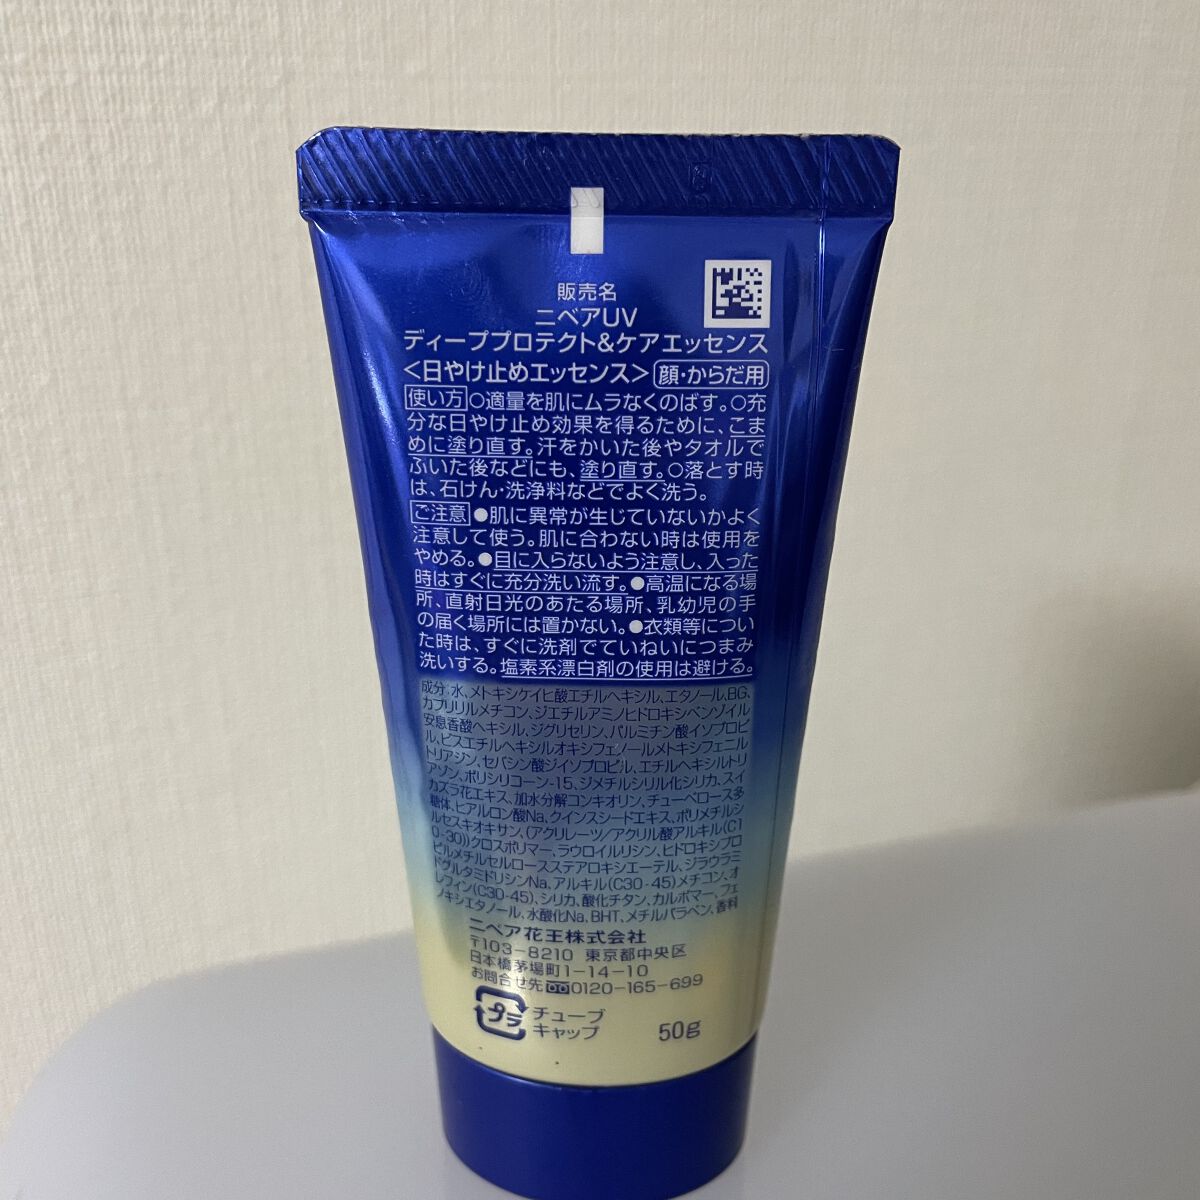 販売名
ニベアUV
ディーププロテクト&ケアエッセンス
<日やけ止めエッセンス> 顔・からだ用
使い方 ○適量を肌にムラなくのばす。○充
分な日やけ止め効果を得るために、こま
めに塗り直す。汗をかいた後やタオルで
ふいた後などにも、塗り直す。○落とす時
は、石けん・洗浄料などでよく洗う。
ご注意 ●肌に異常が生じていないかよく
注意して使う。肌に合わない時は使用を
やめる。●目に入らないよう注意し、入った
時はすぐに充分洗い流す。●高温になる場
所、直射日光のあたる場所、乳幼児の手
の届く場所には置かない。●衣類等につい
た時は、すぐに洗剤でていねいにつまみ
洗いする。塩素系漂白剤の使用は避ける。
成分:水、メトキシケイヒ酸エチルヘキシル、エタノール、BG、
カプリリルメチコン、ジエチルアミノヒドロキシベンゾイル
安息香酸ヘキシル、ジグリセリン、パルミチン酸イソプロピ
ル、ビスエチルヘキシルオキシフェノールメトキシフェニル
トリアジン、セバシン酸ジイソプロピル、エチルヘキシルトリ
アゾン、ポリシリコーン-15、ジメチルシリル化シリカ、スイ
カズラ花エキス、加水分解コンキオリン、チューベロース多
糖体、ヒアルロン酸Na、クインスシードエキス、ポリメチルシ
ルセスキオキサン、(アクリレーツ/アクリル酸アルキル(C1
0-30))クロスポリマー、ラウロイルリシン、ヒドロキシプロ
ピルメチルセルロースステアロキシエーテル、ジラウラミ
ドグルタミドリシンNa、アルキル(C30-45)メチコン、オ
レフィン(C30-45)、シリカ、酸化チタン、カルボマー、フェ
ノキシエタノール、水酸化Na、BHT、メチルパラベン、香料
ニベア花王株式会社
〒103-8210 東京都中央区
日本橋茅場町1-14-10
お問合せ先 0120-165-699
プラ チューブ
キャップ 50g